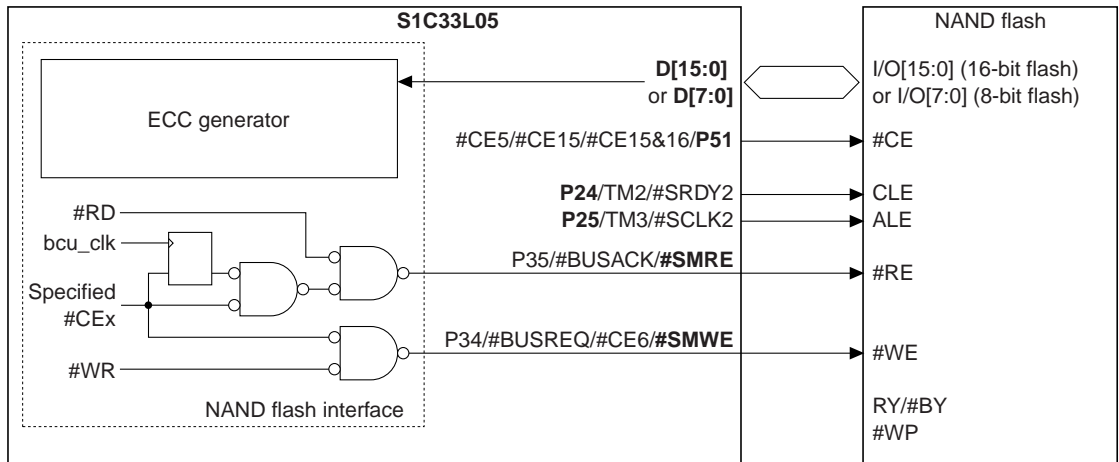 S1C33L05
NAND flash
ECC generator
D[15:0]
or D[7:0]
I/O[15:0] (16-bit flash)
or I/O[7:0] (8-bit flash)
#CE5/#CE15/#CE15&16/P51
#CE
P24/TM2/#SRDY2
CLE
P25/TM3/#SCLK2
ALE
#RD
bcu_clk
P35/#BUSACK/#SMRE
#RE
Specified
#CEx
P34/#BUSREQ/#CE6/#SMWE
#WE
#WR
NAND flash interface
RY/#BY
#WP